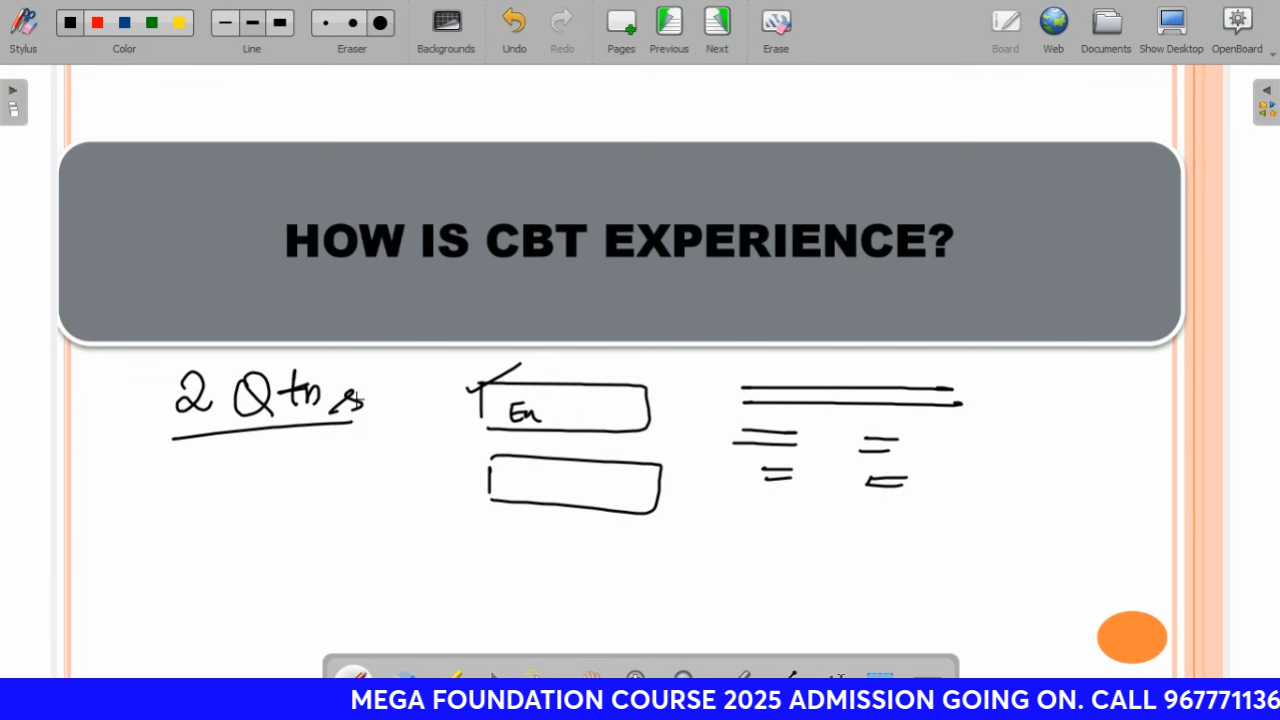 Stylus Color Line Eraser Backgrounds Undo Redo Pages Previous Next Erase Board Web Documents Show Desktop OpenBoard
HOW IS CBT EXPERIENCE?
2 Qtns
En
MEGA FOUNDATION COURSE 2025 ADMISSION GOING ON. CALL 967771136